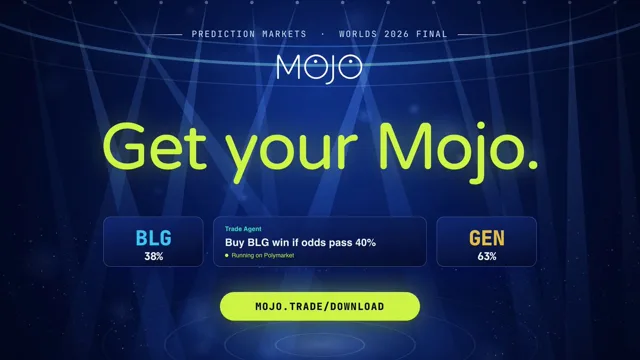 PREDICTION MARKETS · WORLDS 2026 FINAL
MOJO
Get your Mojo.
BLG
38%
Trade Agent
Buy BLG win if odds pass 40%
Running on Polymarket
GEN
63%
MOJO.TRADE/DOWNLOAD